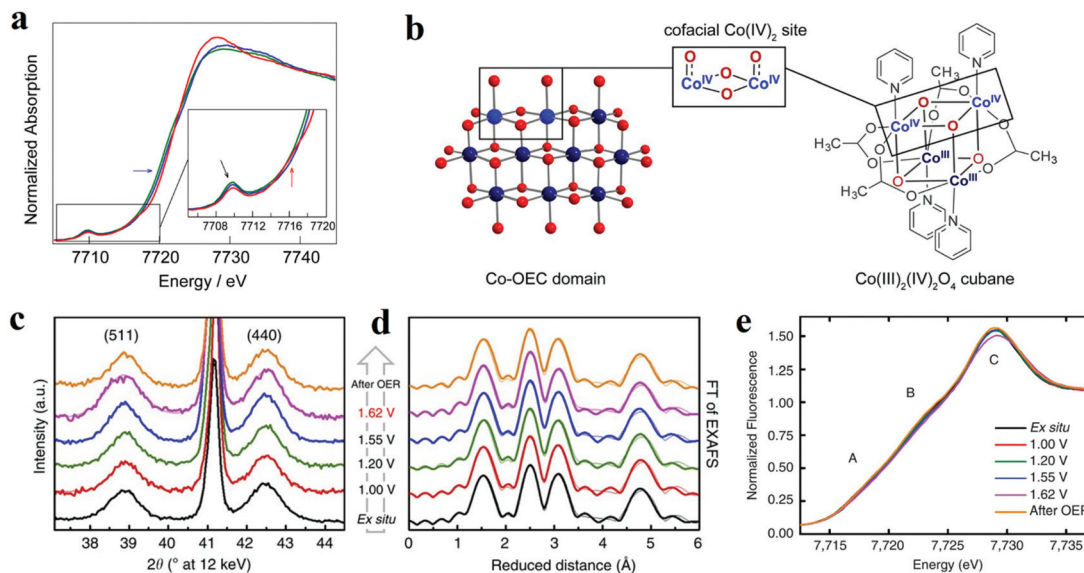 a
Normalized Absorption
7708 7712 7716 7720
7710 7720 7730 7740
Energy / eV
b
cofacial Co(IV)₂ site
O O
Co^IV O Co^IV
O
Co-OEC domain
N
N
H₃C
CH₃
O
O
O
O
O
O
Co^IV
Co^IV
O
O
Co^III
Co^III
O
O
O
O
H₃C
CH₃
N
N
Co(III)₂(IV)₂O₄ cubane
c
(511) (440)
Intensity (a.u.)
38 39 40 41 42 43 44
2θ (° at 12 keV)
After OER
1.62 V
1.55 V
1.20 V
1.00 V
Ex situ
d
FT of EXAFS
0 1 2 3 4 5 6
Reduced distance (Å)
e
Normalized Fluorescence
1.50
1.25
1.00
0.75
0.50
0.25
0.00
A
B
C
Ex situ
1.00 V
1.20 V
1.55 V
1.62 V
After OER
7,715 7,720 7,725 7,730 7,735
Energy (eV)